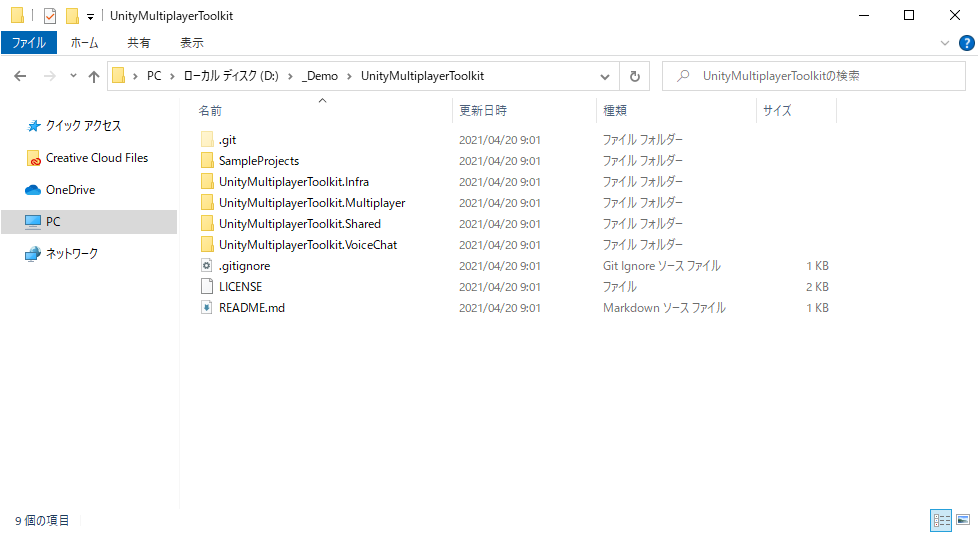 UnityMultiplayerToolkit
ファイル ホーム 共有 表示
PC ローカル ディスク (D:) _Demo UnityMultiplayerToolkit UnityMultiplayerToolkitの検索
クイック アクセス
Creative Cloud Files
OneDrive
PC
ネットワーク
名前 更新日時 種類 サイズ
.git 2021/04/20 9:01 ファイル フォルダー
SampleProjects 2021/04/20 9:01 ファイル フォルダー
UnityMultiplayerToolkit.Infra 2021/04/20 9:01 ファイル フォルダー
UnityMultiplayerToolkit.Multiplayer 2021/04/20 9:01 ファイル フォルダー
UnityMultiplayerToolkit.Shared 2021/04/20 9:01 ファイル フォルダー
UnityMultiplayerToolkit.VoiceChat 2021/04/20 9:01 ファイル フォルダー
.gitignore 2021/04/20 9:01 Git Ignore ソース ファイル 1 KB
LICENSE 2021/04/20 9:01 ファイル 2 KB
README.md 2021/04/20 9:01 Markdown ソース ファイル 1 KB
9 個の項目